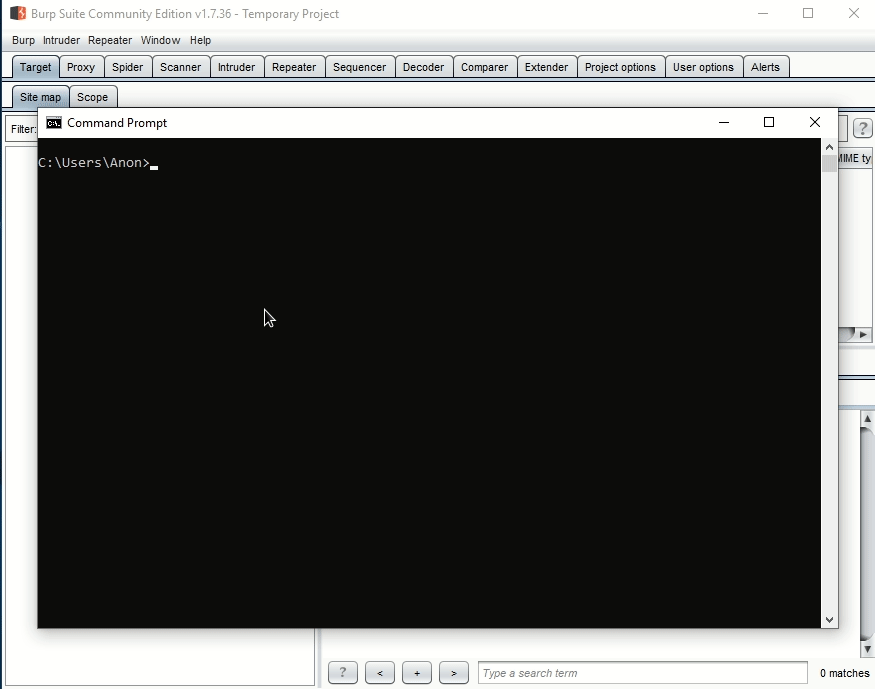 Burp Suite Community Edition v1.7.36 - Temporary Project
Burp Intruder Repeater Window Help
Target Proxy Spider Scanner Intruder Repeater Sequencer Decoder Comparer Extender Project options User options Alerts
Site map Scope
Filter:
?
Command Prompt
MIME ty
C:\Users\Anon>
? < + > Type a search term 0 matches